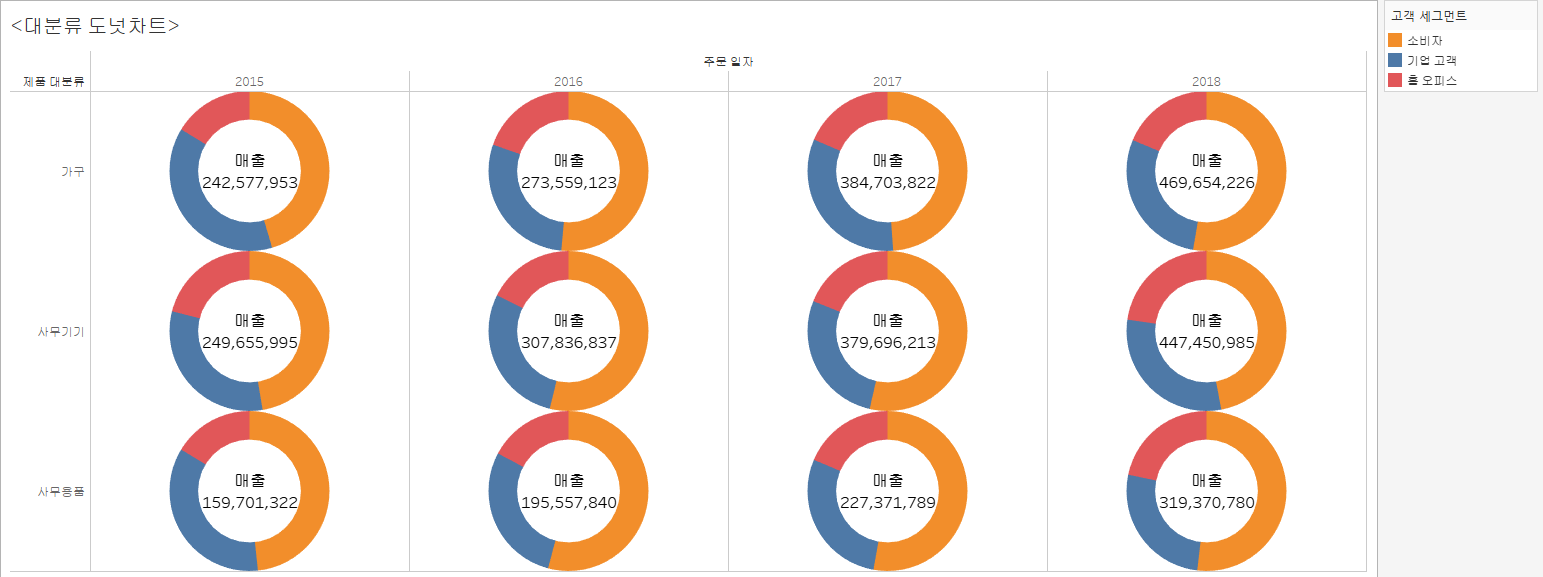 <대분류 도넛차트>
주문 일자
제품 대분류
2015
2016
2017
2018
가구
매출
242,577,953
매출
273,559,123
매출
384,703,822
매출
469,654,226
사무기기
매출
249,655,995
매출
307,836,837
매출
379,696,213
매출
447,450,985
사무용품
매출
159,701,322
매출
195,557,840
매출
227,371,789
매출
319,370,780
고객 세그먼트
소비자
기업 고객
홈 오피스